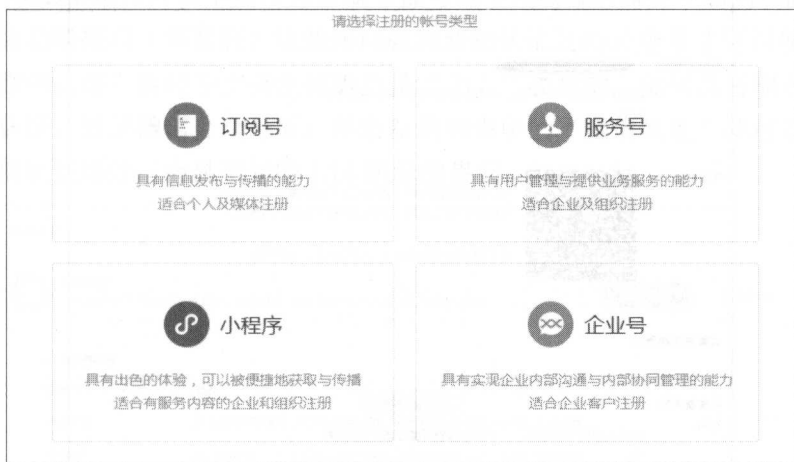 请选择注册的帐号类型
订阅号
具有信息发布与传播的能力
适合个人及媒体注册
服务号
具有用户管理与提供业务服务的能力
适合企业及组织注册
小程序
具有出色的体验，可以被便捷地获取与传播
适合有服务内容的企业和组织注册
企业号
具有实现企业内部沟通与内部协同管理的能力
适合企业客户注册